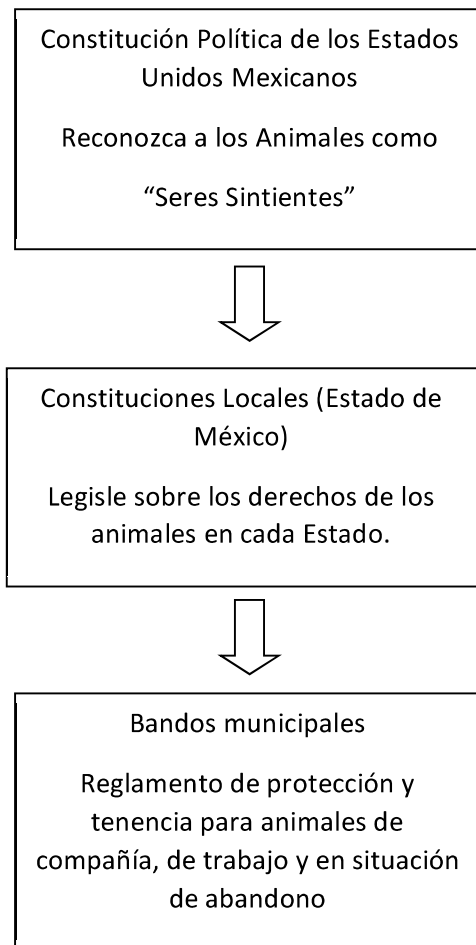 Constitución Política de los Estados
Unidos Mexicanos
Reconozca a los Animales como
“Seres Sintientes”
Constituciones Locales (Estado de
México)
Legisle sobre los derechos de los
animales en cada Estado.
Bandos municipales
Reglamento de protección y
tenencia para animales de
compañía, de trabajo y en situación
de abandono